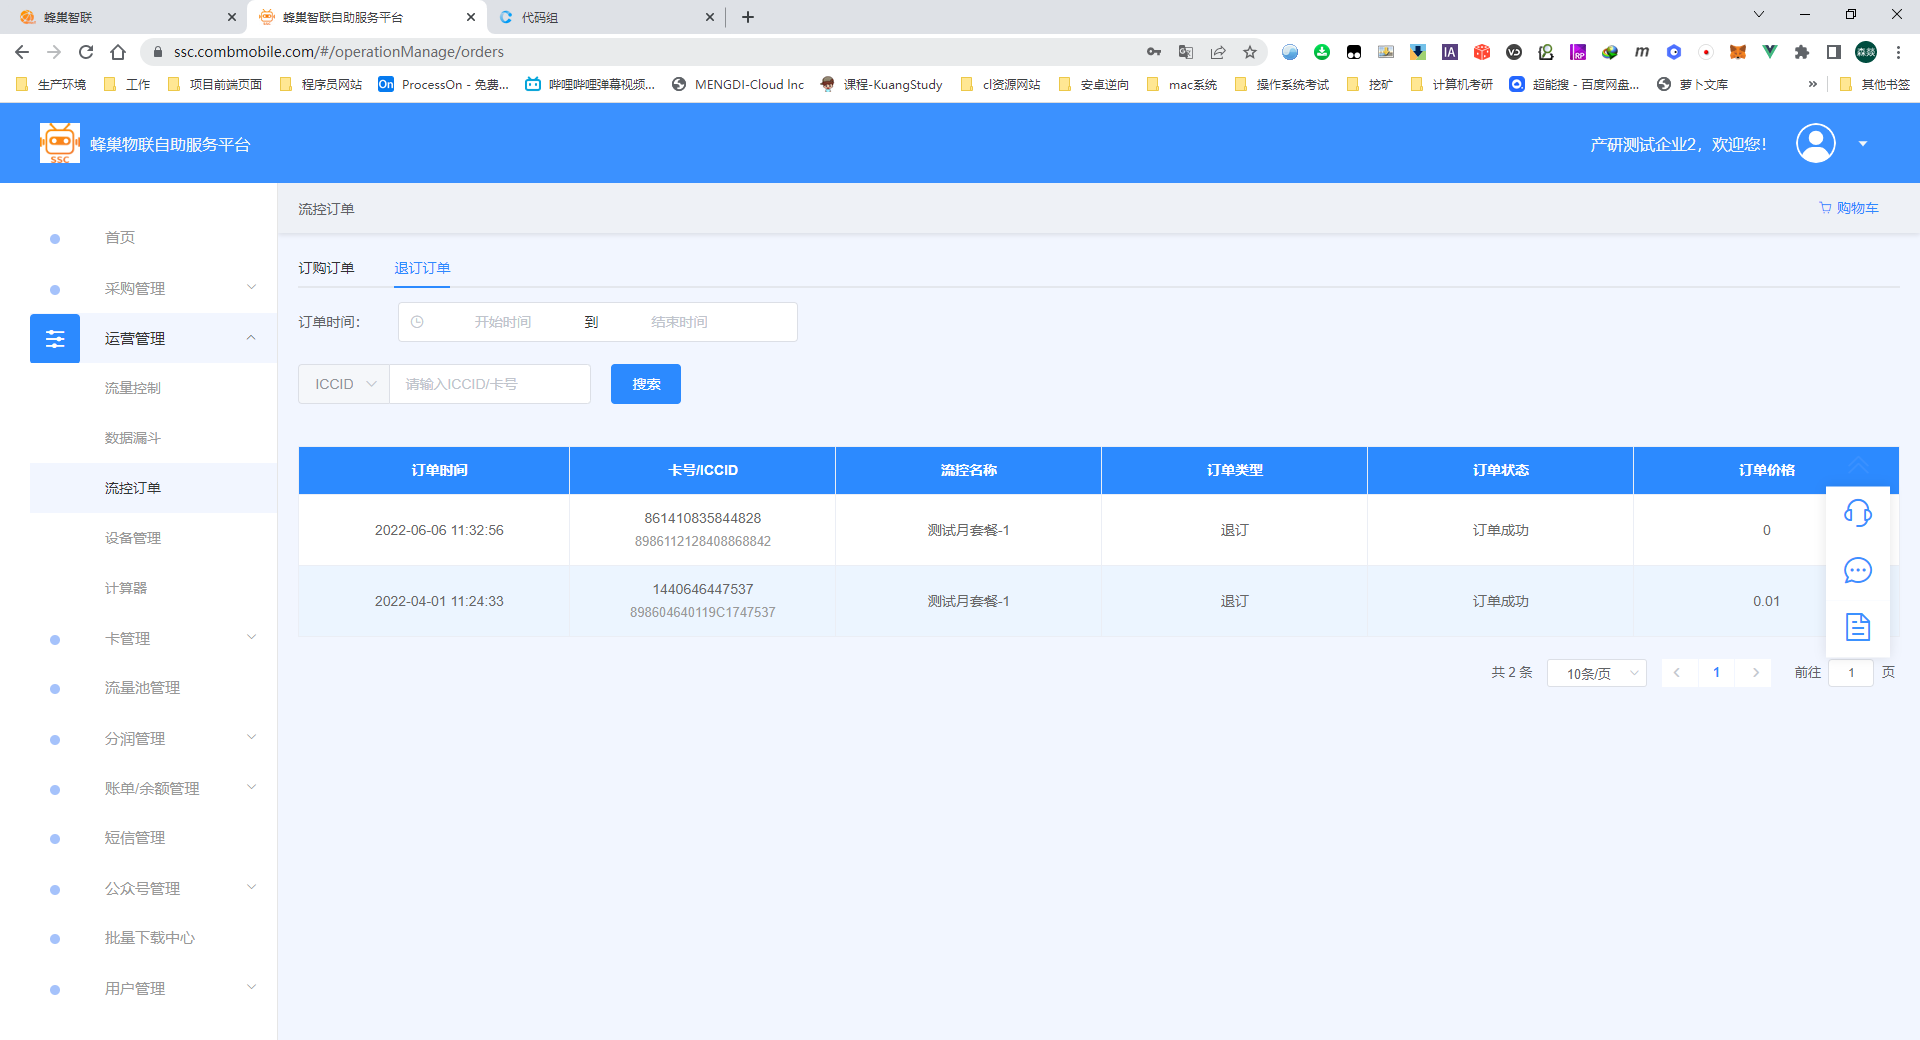 蜂巢智联
蜂巢智联自助服务平台
代码组
ssc.combmobile.com/#/operationManage/orders
生产环境 工作 项目前端页面 程序员网站 ProcessOn - 免费... 哔哩哔哩弹幕视频... MENGDI-Cloud Inc 课程-KuangStudy cl资源网站 安卓逆向 mac系统 操作系统考试 挖矿 计算机考研 超能搜 - 百度网盘... 萝卜文库 » 其他书签
SSC
蜂巢物联自助服务平台
产研测试企业2，欢迎您！
首页
采购管理
运营管理
流量控制
数据漏斗
流控订单
设备管理
计算器
卡管理
流量池管理
分润管理
账单/余额管理
短信管理
公众号管理
批量下载中心
用户管理
流控订单
购物车
订购订单 退订订单
订单时间： 开始时间 到 结束时间
ICCID 请输入ICCID/卡号 搜索
订单时间 卡号/ICCID 流控名称 订单类型 订单状态 订单价格
2022-06-06 11:32:56 861410835844828 测试月套餐-1 退订 订单成功 0
8986112128408868842
2022-04-01 11:24:33 1440646447537 测试月套餐-1 退订 订单成功 0.01
898604640119C1747537
共 2 条 10条/页 1 前往 1 页